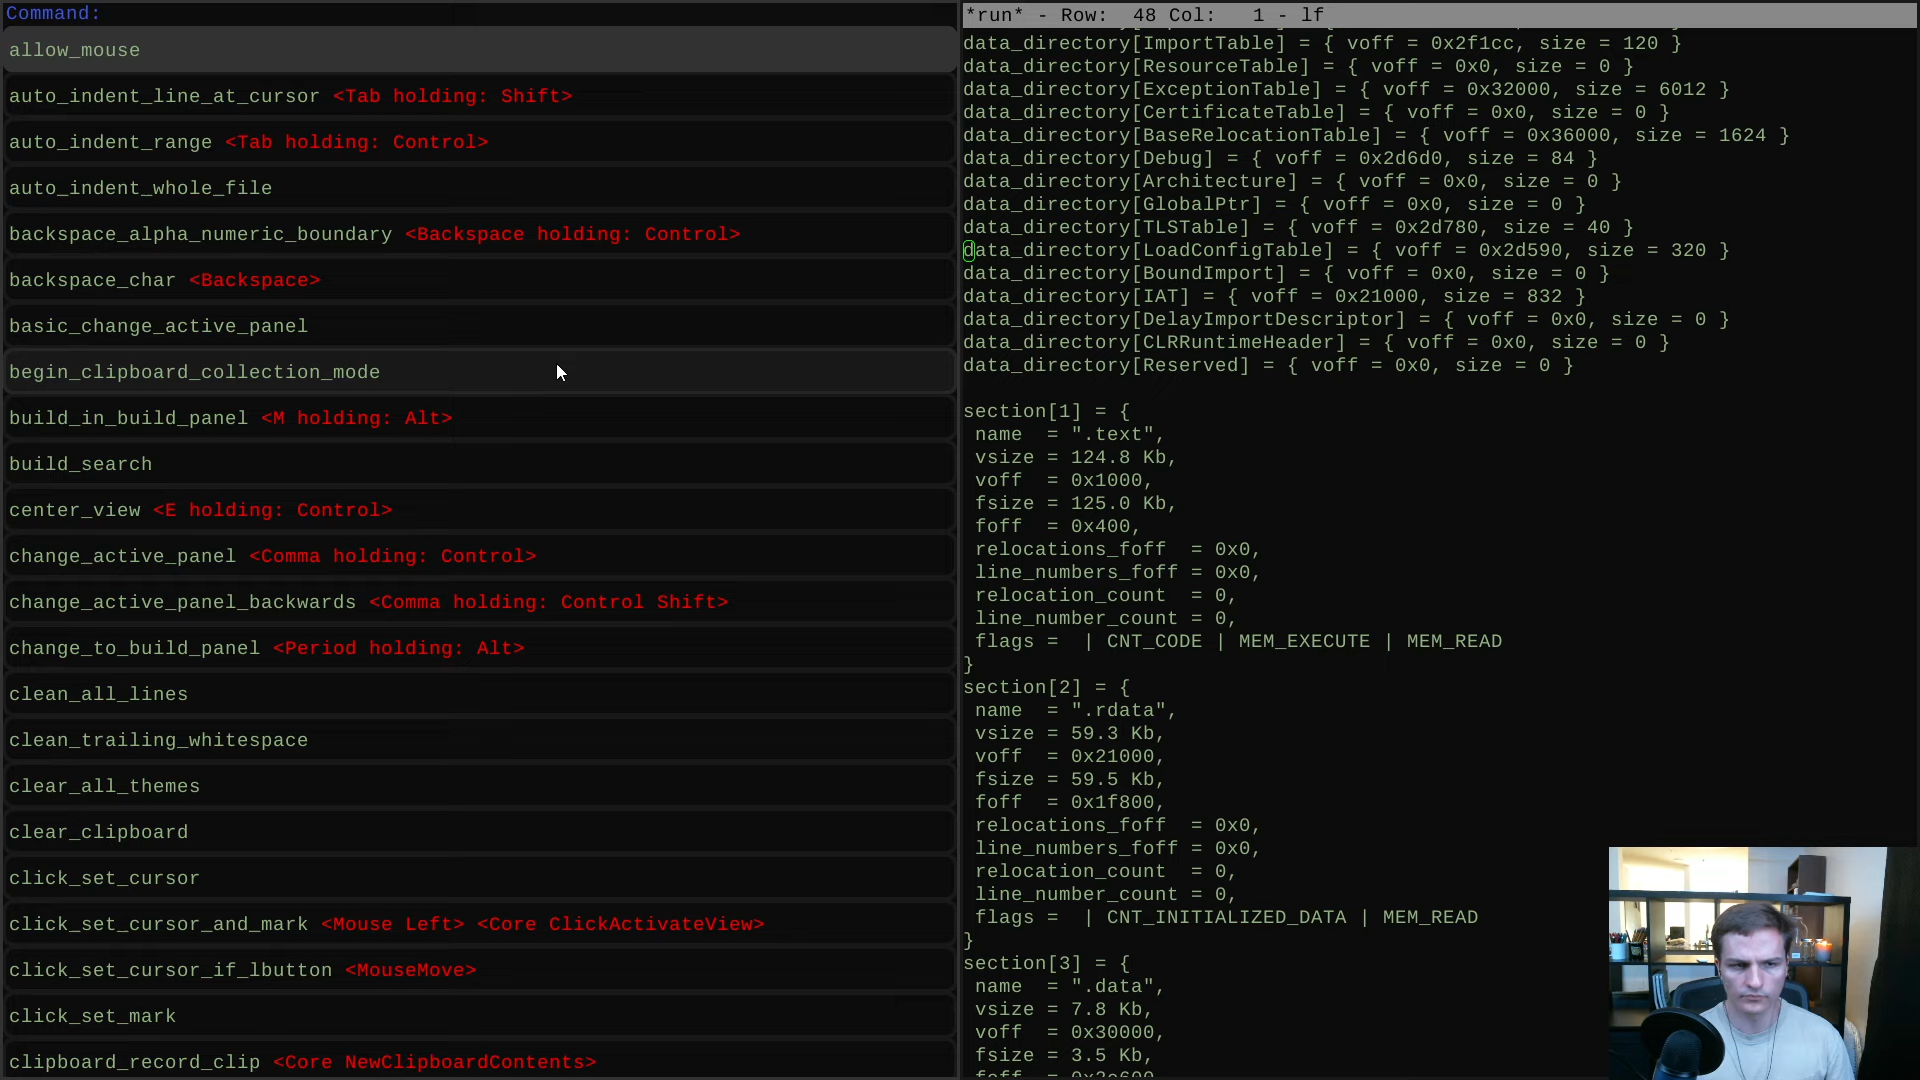 Command:
allow_mouse
auto_indent_line_at_cursor <Tab holding: Shift>
auto_indent_range <Tab holding: Control>
auto_indent_whole_file
backspace_alpha_numeric_boundary <Backspace holding: Control>
backspace_char <Backspace>
basic_change_active_panel
begin_clipboard_collection_mode
build_in_build_panel <M holding: Alt>
build_search
center_view <E holding: Control>
change_active_panel <Comma holding: Control>
change_active_panel_backwards <Comma holding: Control Shift>
change_to_build_panel <Period holding: Alt>
clean_all_lines
clean_trailing_whitespace
clear_all_themes
clear_clipboard
click_set_cursor
click_set_cursor_and_mark <Mouse Left> <Core ClickActivateView>
click_set_cursor_if_lbutton <MouseMove>
click_set_mark
clipboard_record_clip <Core NewClipboardContents>
*run* - Row:  48 Col:   1 - lf
data_directory[ImportTable] = { voff = 0x2f1cc, size = 120 }
data_directory[ResourceTable] = { voff = 0x0, size = 0 }
data_directory[ExceptionTable] = { voff = 0x32000, size = 6012 }
data_directory[CertificateTable] = { voff = 0x0, size = 0 }
data_directory[BaseRelocationTable] = { voff = 0x36000, size = 1624 }
data_directory[Debug] = { voff = 0x2d6d0, size = 84 }
data_directory[Architecture] = { voff = 0x0, size = 0 }
data_directory[GlobalPtr] = { voff = 0x0, size = 0 }
data_directory[TLSTable] = { voff = 0x2d780, size = 40 }
data_directory[LoadConfigTable] = { voff = 0x2d590, size = 320 }
data_directory[BoundImport] = { voff = 0x0, size = 0 }
data_directory[IAT] = { voff = 0x21000, size = 832 }
data_directory[DelayImportDescriptor] = { voff = 0x0, size = 0 }
data_directory[CLRRuntimeHeader] = { voff = 0x0, size = 0 }
data_directory[Reserved] = { voff = 0x0, size = 0 }
section[1] = {
 name  = ".text",
 vsize = 124.8 Kb,
 voff  = 0x1000,
 fsize = 125.0 Kb,
 foff  = 0x400,
 relocations_foff  = 0x0,
 line_numbers_foff = 0x0,
 relocation_count  = 0,
 line_number_count = 0,
 flags =  | CNT_CODE | MEM_EXECUTE | MEM_READ
}
section[2] = {
 name  = ".rdata",
 vsize = 59.3 Kb,
 voff  = 0x21000,
 fsize = 59.5 Kb,
 foff  = 0x1f800,
 relocations_foff  = 0x0,
 line_numbers_foff = 0x0,
 relocation_count  = 0,
 line_number_count = 0,
 flags =  | CNT_INITIALIZED_DATA | MEM_READ
}
section[3] = {
 name  = ".data",
 vsize = 7.8 Kb,
 voff  = 0x30000,
 fsize = 3.5 Kb,